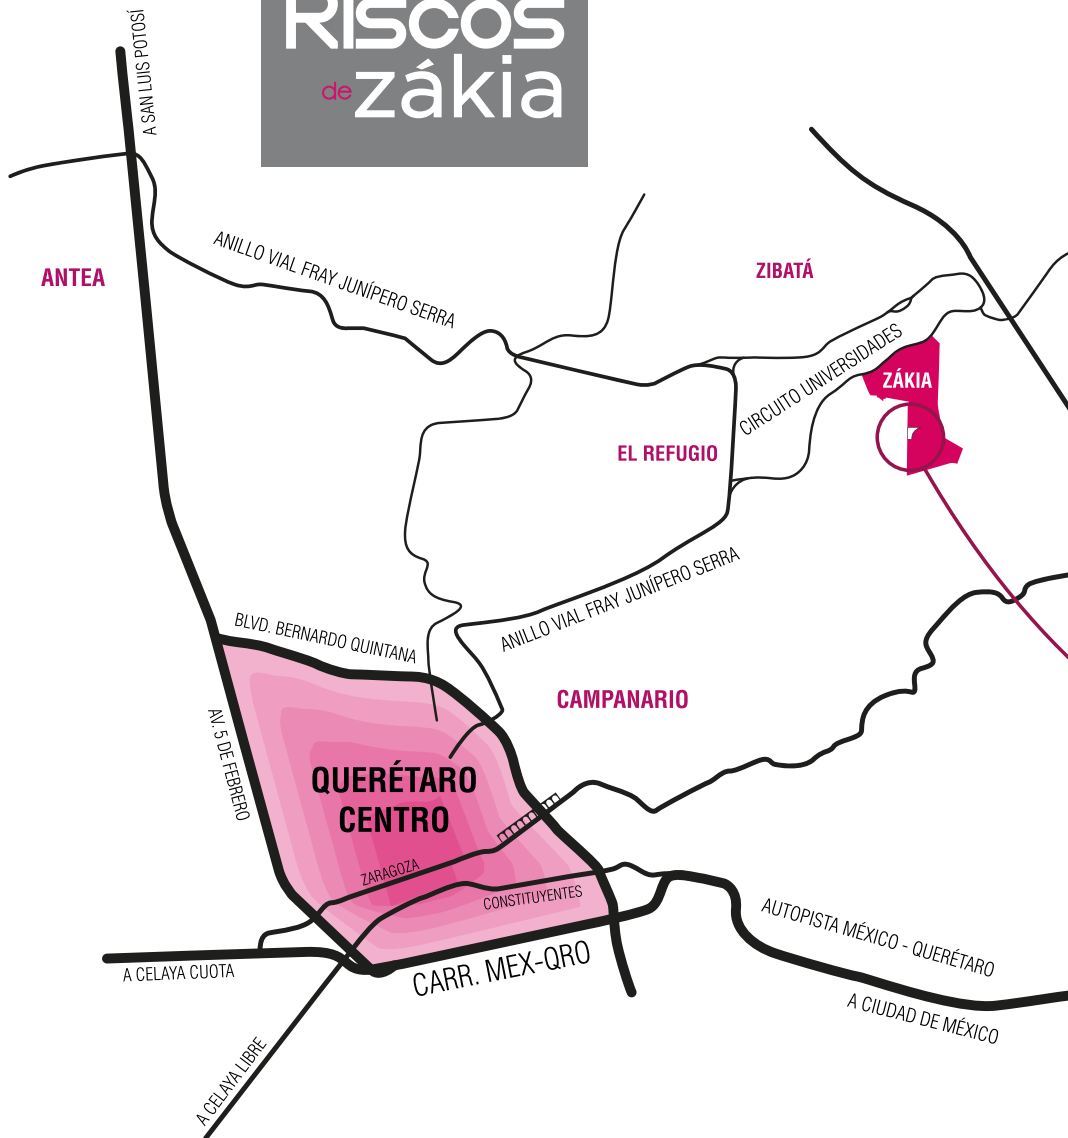 RISCOS
de zákia
A SAN LUIS POTOSÍ
ANILLO VIAL FRAY JUNÍPERO SERRA
ANTEA
ZIBATÁ
CIRCUITO UNIVERSIDADES
ZÁKIA
EL REFUGIO
ANILLO VIAL FRAY JUNÍPERO SERRA
BLVD. BERNARDO QUINTANA
CAMPANARIO
AV. 5 DE FEBRERO
QUERÉTARO
CENTRO
ZARAGOZA
CONSTITUYENTES
AUTOPISTA MÉXICO - QUERÉTARO
A CELAYA CUOTA
CARR. MEX-QRO
A CIUDAD DE MÉXICO
A CELAYA LIBRE